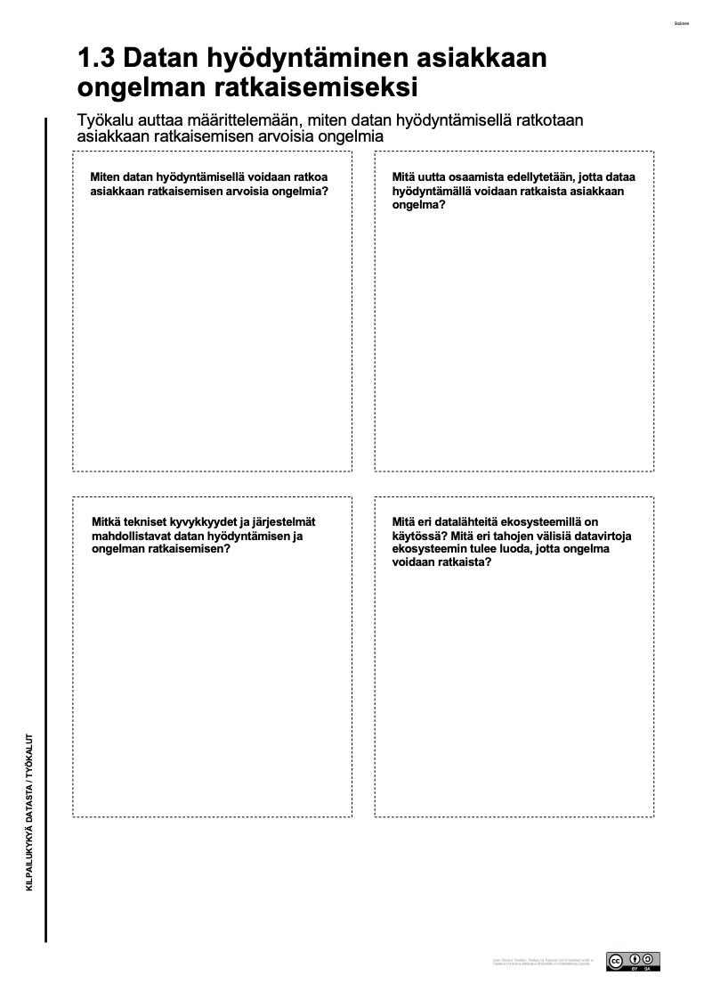 Sisäinen
1.3 Datan hyödyntäminen asiakkaan
ongelman ratkaisemiseksi
Työkalu auttaa määrittelemään, miten datan hyödyntämisellä ratkotaan
asiakkaan ratkaisemisen arvoisia ongelmia
Miten datan hyödyntämisellä voidaan ratkoa
asiakkaan ratkaisemisen arvoisia ongelmia?
Mitä uutta osaamista edellytetään, jotta dataa
hyödyntämällä voidaan ratkaista asiakkaan
ongelma?
Mitkä tekniset kyvykkyydet ja järjestelmät
mahdollistavat datan hyödyntämisen ja
ongelman ratkaisemisen?
Mitä eri datalähteitä ekosysteemillä on
käytössä? Mitä eri tahojen välisiä datavirtoja
ekosysteemin tulee luoda, jotta ongelma
voidaan ratkaista?
KILPAILUKYKYÄ DATASTA / TYÖKALUT
Lean Service Creation Toolkey by Futurice Ltd is licensed under a
Creative Commons Attribution-ShareAlike 4.0 International License.
cc
BY SA